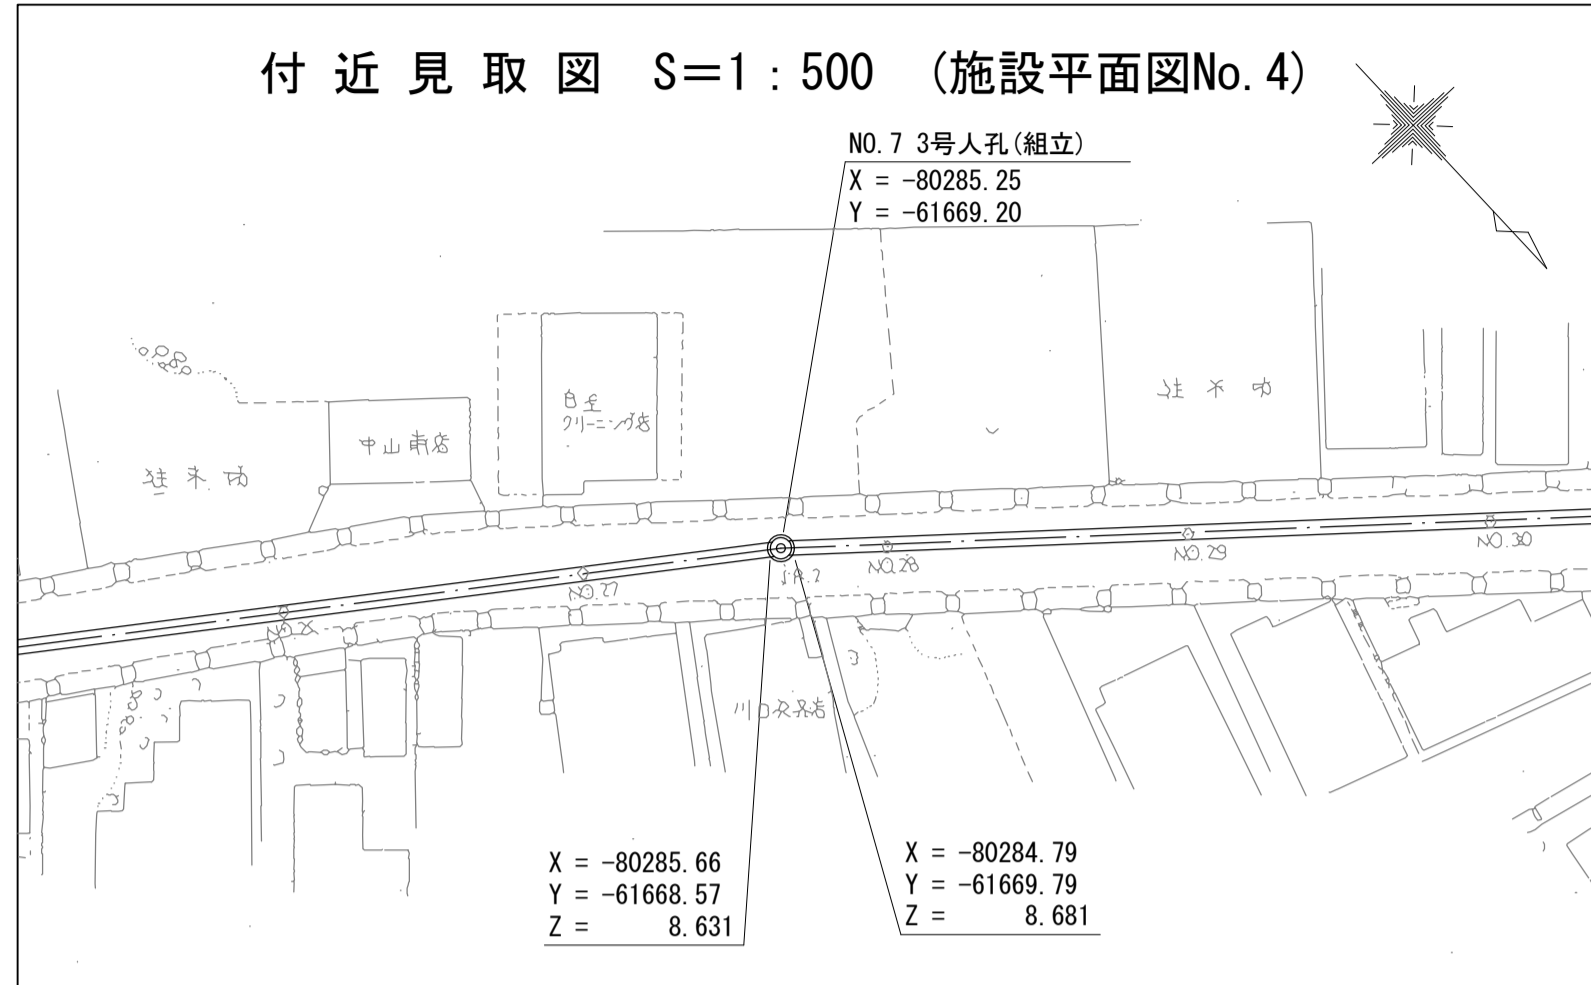 付近見取図 S=1：500 (施設平面図No.4)
NO.7 3号人孔(組立)
X = -80285.25
Y = -61669.20
中山商店
クリーニング店
NO.27
NO.28
NO.29
NO.30
X = -80285.66
Y = -61668.57
Z = 8.631
X = -80284.79
Y = -61669.79
Z = 8.681